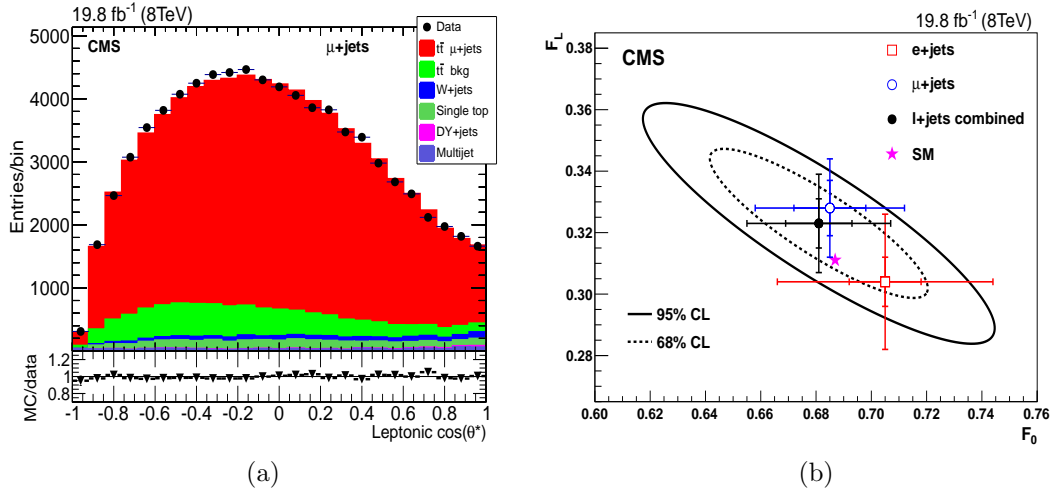 19.8 fb⁻¹ (8TeV)
CMS
μ+jets
Data
tt̄ μ+jets
tt̄ bkg
W+jets
Single top
DY+jets
Multijet
Entries/bin
5000
4000
3000
2000
1000
MC/data
1.2
1
0.8
-1 -0.8 -0.6 -0.4 -0.2 0 0.2 0.4 0.6 0.8 1
Leptonic cos(θ*)
(a)
19.8 fb⁻¹ (8TeV)
CMS
e+jets
μ+jets
l+jets combined
SM
95% CL
68% CL
F_L
0.38
0.36
0.34
0.32
0.30
0.28
0.60 0.62 0.64 0.66 0.68 0.70 0.72 0.74 0.76
F₀
(b)